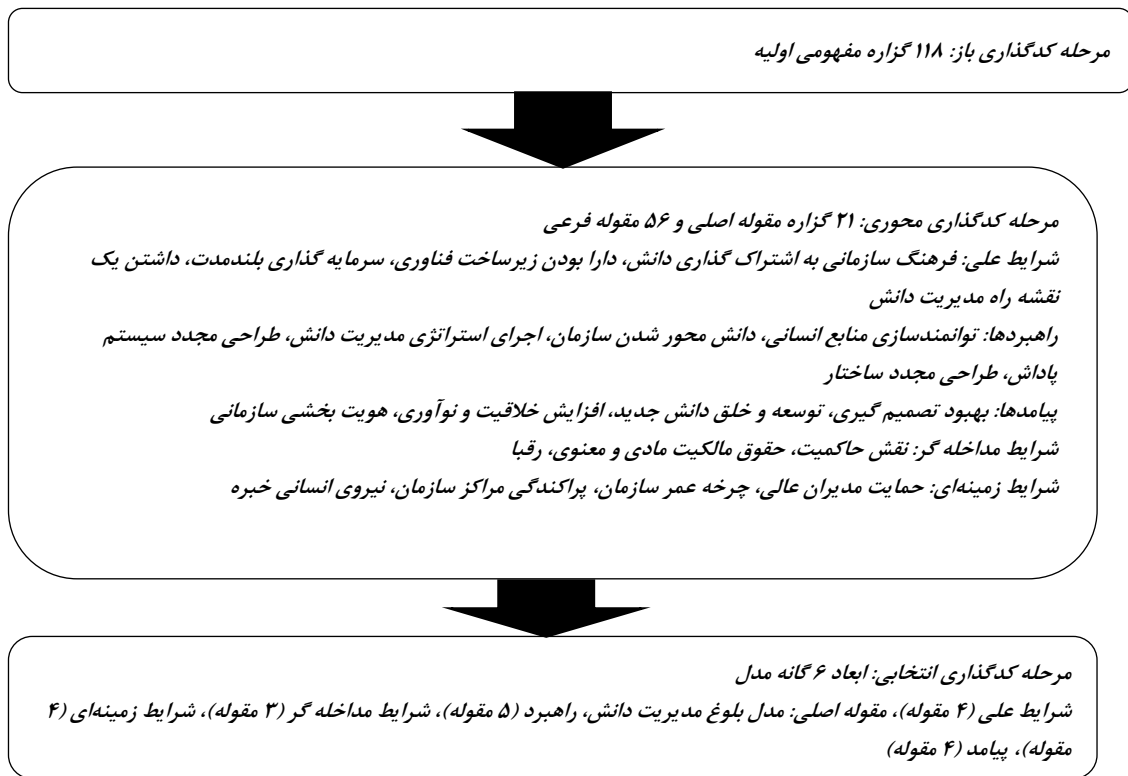 مرحله کدگذاری باز: ۱۱۸ گزاره مفهومی اولیه
مرحله کدگذاری محوری: ۲۱ گزاره مقوله اصلی و ۵۶ مقوله فرعی
شرایط علی: فرهنگ سازمانی به اشتراک گذاری دانش، دارا بودن زیرساخت فناوری، سرمایه گذاری بلندمدت، داشتن یک
نقشه راه مدیریت دانش
راهبردها: توانمندسازی منابع انسانی، دانش محور شدن سازمان، اجرای استراتژی مدیریت دانش، طراحی مجدد سیستم
پاداش، طراحی مجدد ساختار
پیامدها: بهبود تصمیم گیری، توسعه و خلق دانش جدید، افزایش خلاقیت و نوآوری، هویت بخشی سازمانی
شرایط مداخله گر: نقش حاکمیت، حقوق مالکیت مادی و معنوی، رقبا
شرایط زمینه‌ای: حمایت مدیران عالی، چرخه عمر سازمان، پراکندگی مراکز سازمان، نیروی انسانی خبره
مرحله کدگذاری انتخابی: ابعاد ۶ گانه مدل
شرایط علی (۴ مقوله)، مقوله اصلی: مدل بلوغ مدیریت دانش، راهبرد (۵ مقوله)، شرایط مداخله گر (۳ مقوله)، شرایط زمینه‌ای (۴
مقوله)، پیامد (۴ مقوله)